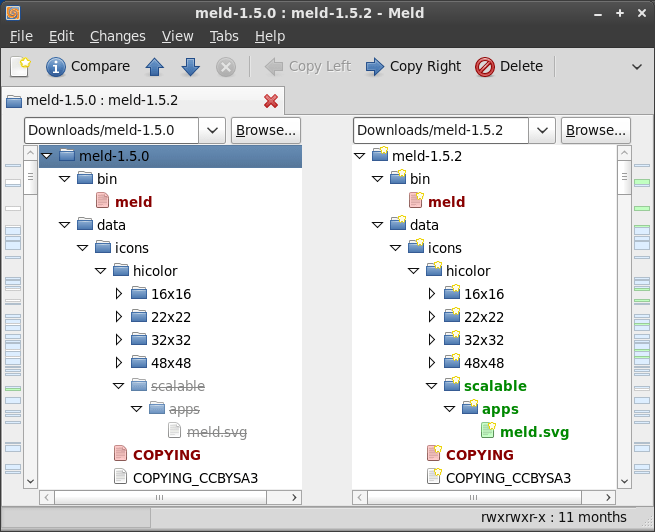 meld-1.5.0 : meld-1.5.2 - Meld
File Edit Changes View Tabs Help
Compare Copy Left Copy Right Delete
meld-1.5.0 : meld-1.5.2
Downloads/meld-1.5.0 Browse... Downloads/meld-1.5.2 Browse...
meld-1.5.0
bin
meld
data
icons
hicolor
16x16
22x22
32x32
48x48
scalable
apps
meld.svg
COPYING
COPYING_CCBYSA3
meld-1.5.2
bin
meld
data
icons
hicolor
16x16
22x22
32x32
48x48
scalable
apps
meld.svg
COPYING
COPYING_CCBYSA3
rwxrwxr-x : 11 months